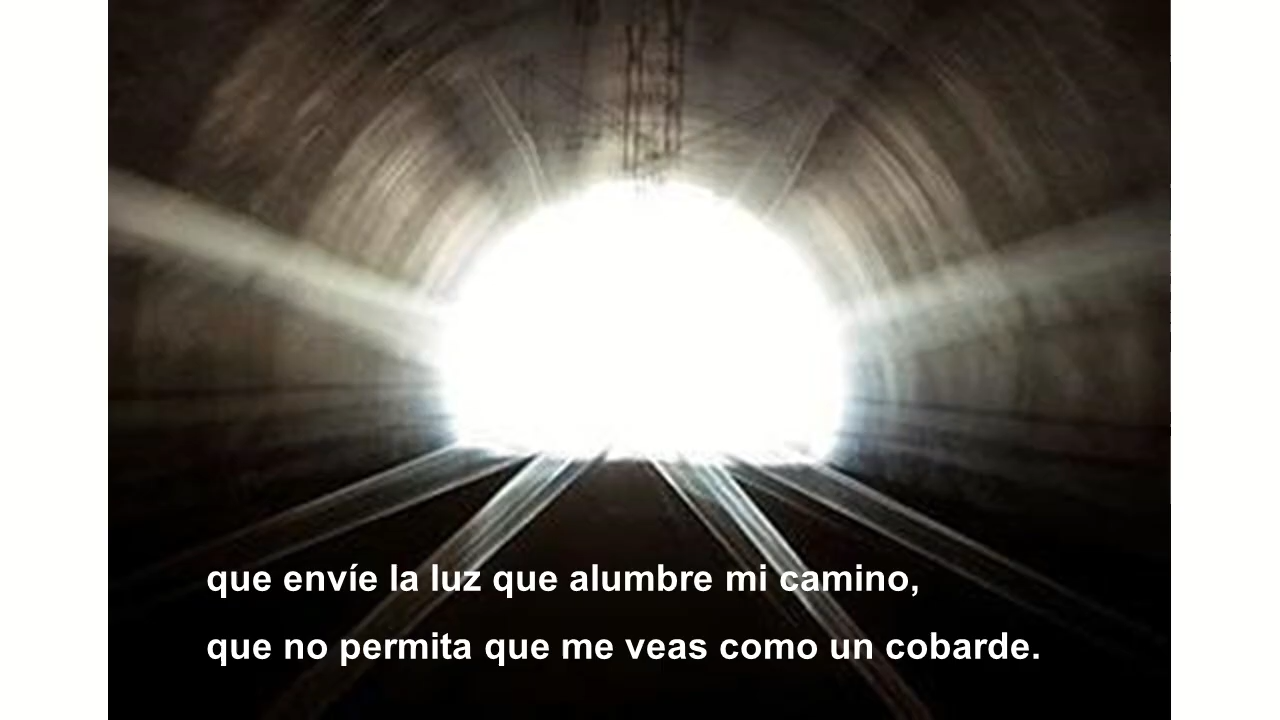 que envíe la luz que alumbre mi camino,
que no permita que me veas como un cobarde.